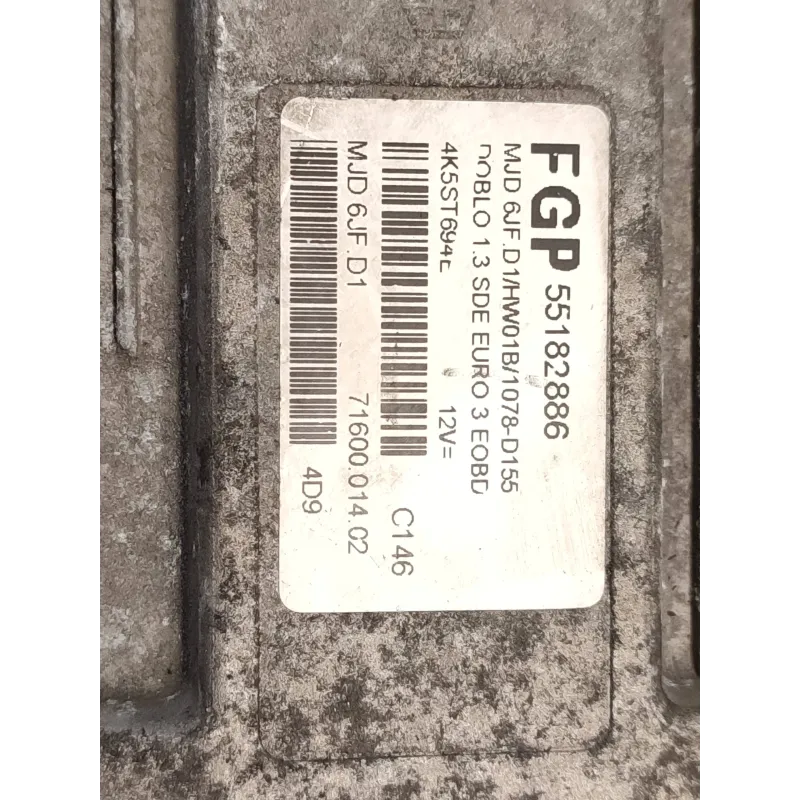 FGP 55182886
MJD 6JF.D1/HW01B/1078-D155
DOBLO 1.3 SDE EURO 3 EOBD
12V=
C146
MJD 6JF.D1 71600.014.02
4D9